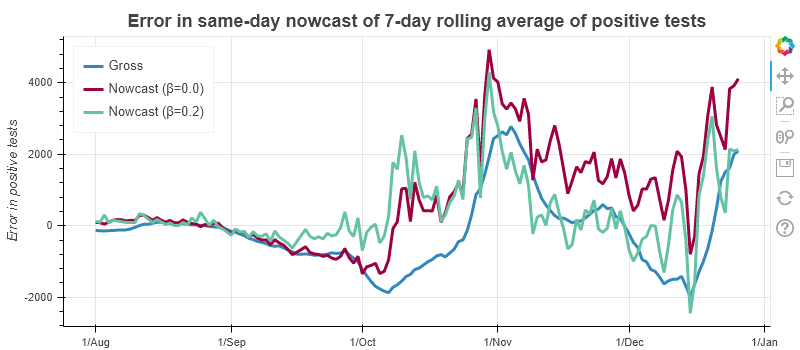 Error in same-day nowcast of 7-day rolling average of positive tests
Gross
Nowcast (β=0.0)
Nowcast (β=0.2)
Error in positive tests
4000
2000
0
-2000
1/Aug
1/Sep
1/Oct
1/Nov
1/Dec
1/Jan